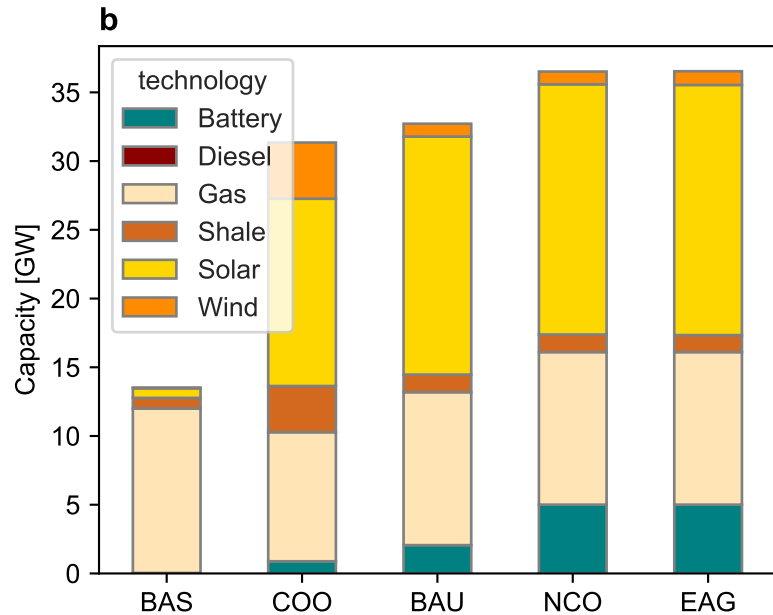 b
technology
Battery
Diesel
Gas
Shale
Solar
Wind
Capacity [GW]
35
30
25
20
15
10
5
0
BAS COO BAU NCO EAG